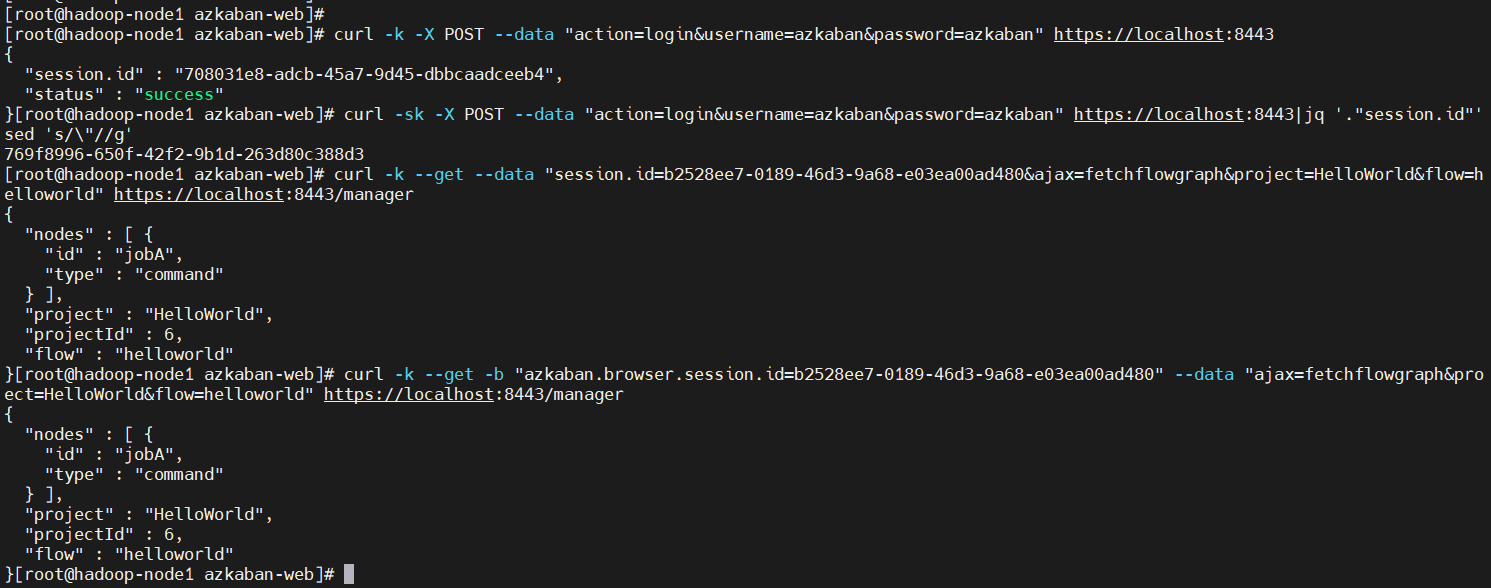 [root@hadoop-node1 azkaban-web]#
[root@hadoop-node1 azkaban-web]# curl -k -X POST --data "action=login&username=azkaban&password=azkaban" https://localhost:8443
{
  "session.id" : "708031e8-adcb-45a7-9d45-dbbcaadceeb4",
  "status" : "success"
}[root@hadoop-node1 azkaban-web]# curl -sk -X POST --data "action=login&username=azkaban&password=azkaban" https://localhost:8443|jq '."session.id"'
sed 's/\"//g'
769f8996-650f-42f2-9b1d-263d80c388d3
[root@hadoop-node1 azkaban-web]# curl -k --get --data "session.id=b2528ee7-0189-46d3-9a68-e03ea00ad480&ajax=fetchflowgraph&project=HelloWorld&flow=h
elloworld" https://localhost:8443/manager
{
  "nodes" : [ {
    "id" : "jobA",
    "type" : "command"
  } ],
  "project" : "HelloWorld",
  "projectId" : 6,
  "flow" : "helloworld"
}[root@hadoop-node1 azkaban-web]# curl -k --get -b "azkaban.browser.session.id=b2528ee7-0189-46d3-9a68-e03ea00ad480" --data "ajax=fetchflowgraph&pro
ect=HelloWorld&flow=helloworld" https://localhost:8443/manager
{
  "nodes" : [ {
    "id" : "jobA",
    "type" : "command"
  } ],
  "project" : "HelloWorld",
  "projectId" : 6,
  "flow" : "helloworld"
}[root@hadoop-node1 azkaban-web]#